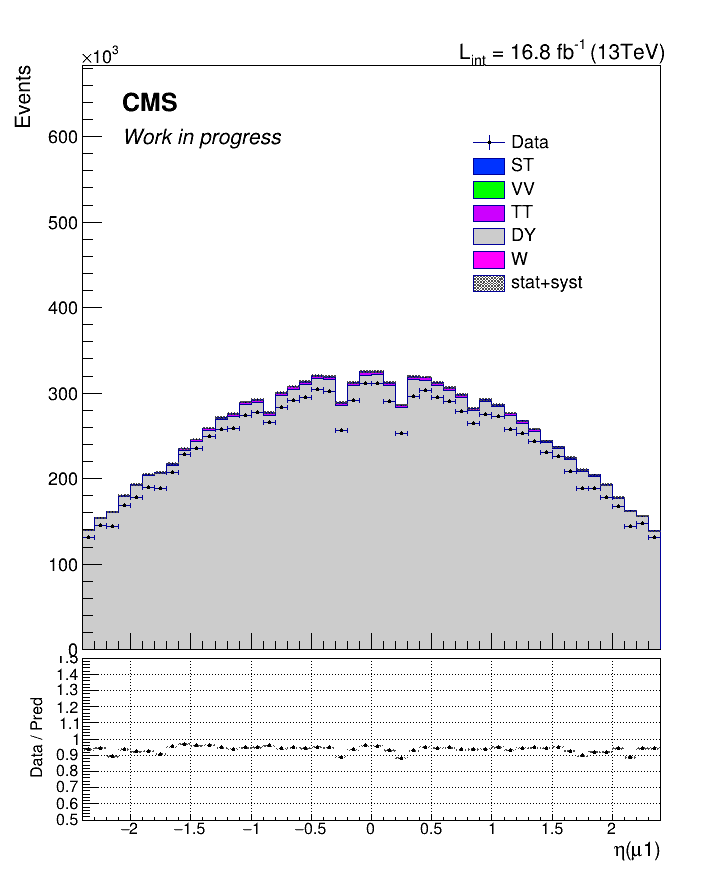 ×10³
L_int = 16.8 fb⁻¹ (13TeV)
Events
CMS
Work in progress
Data
ST
VV
TT
DY
W
stat+syst
600
500
400
300
200
100
0
Data / Pred
1.5
1.4
1.3
1.2
1.1
1
0.9
0.8
0.7
0.6
0.5
−2 −1.5 −1 −0.5 0 0.5 1 1.5 2
η(μ1)